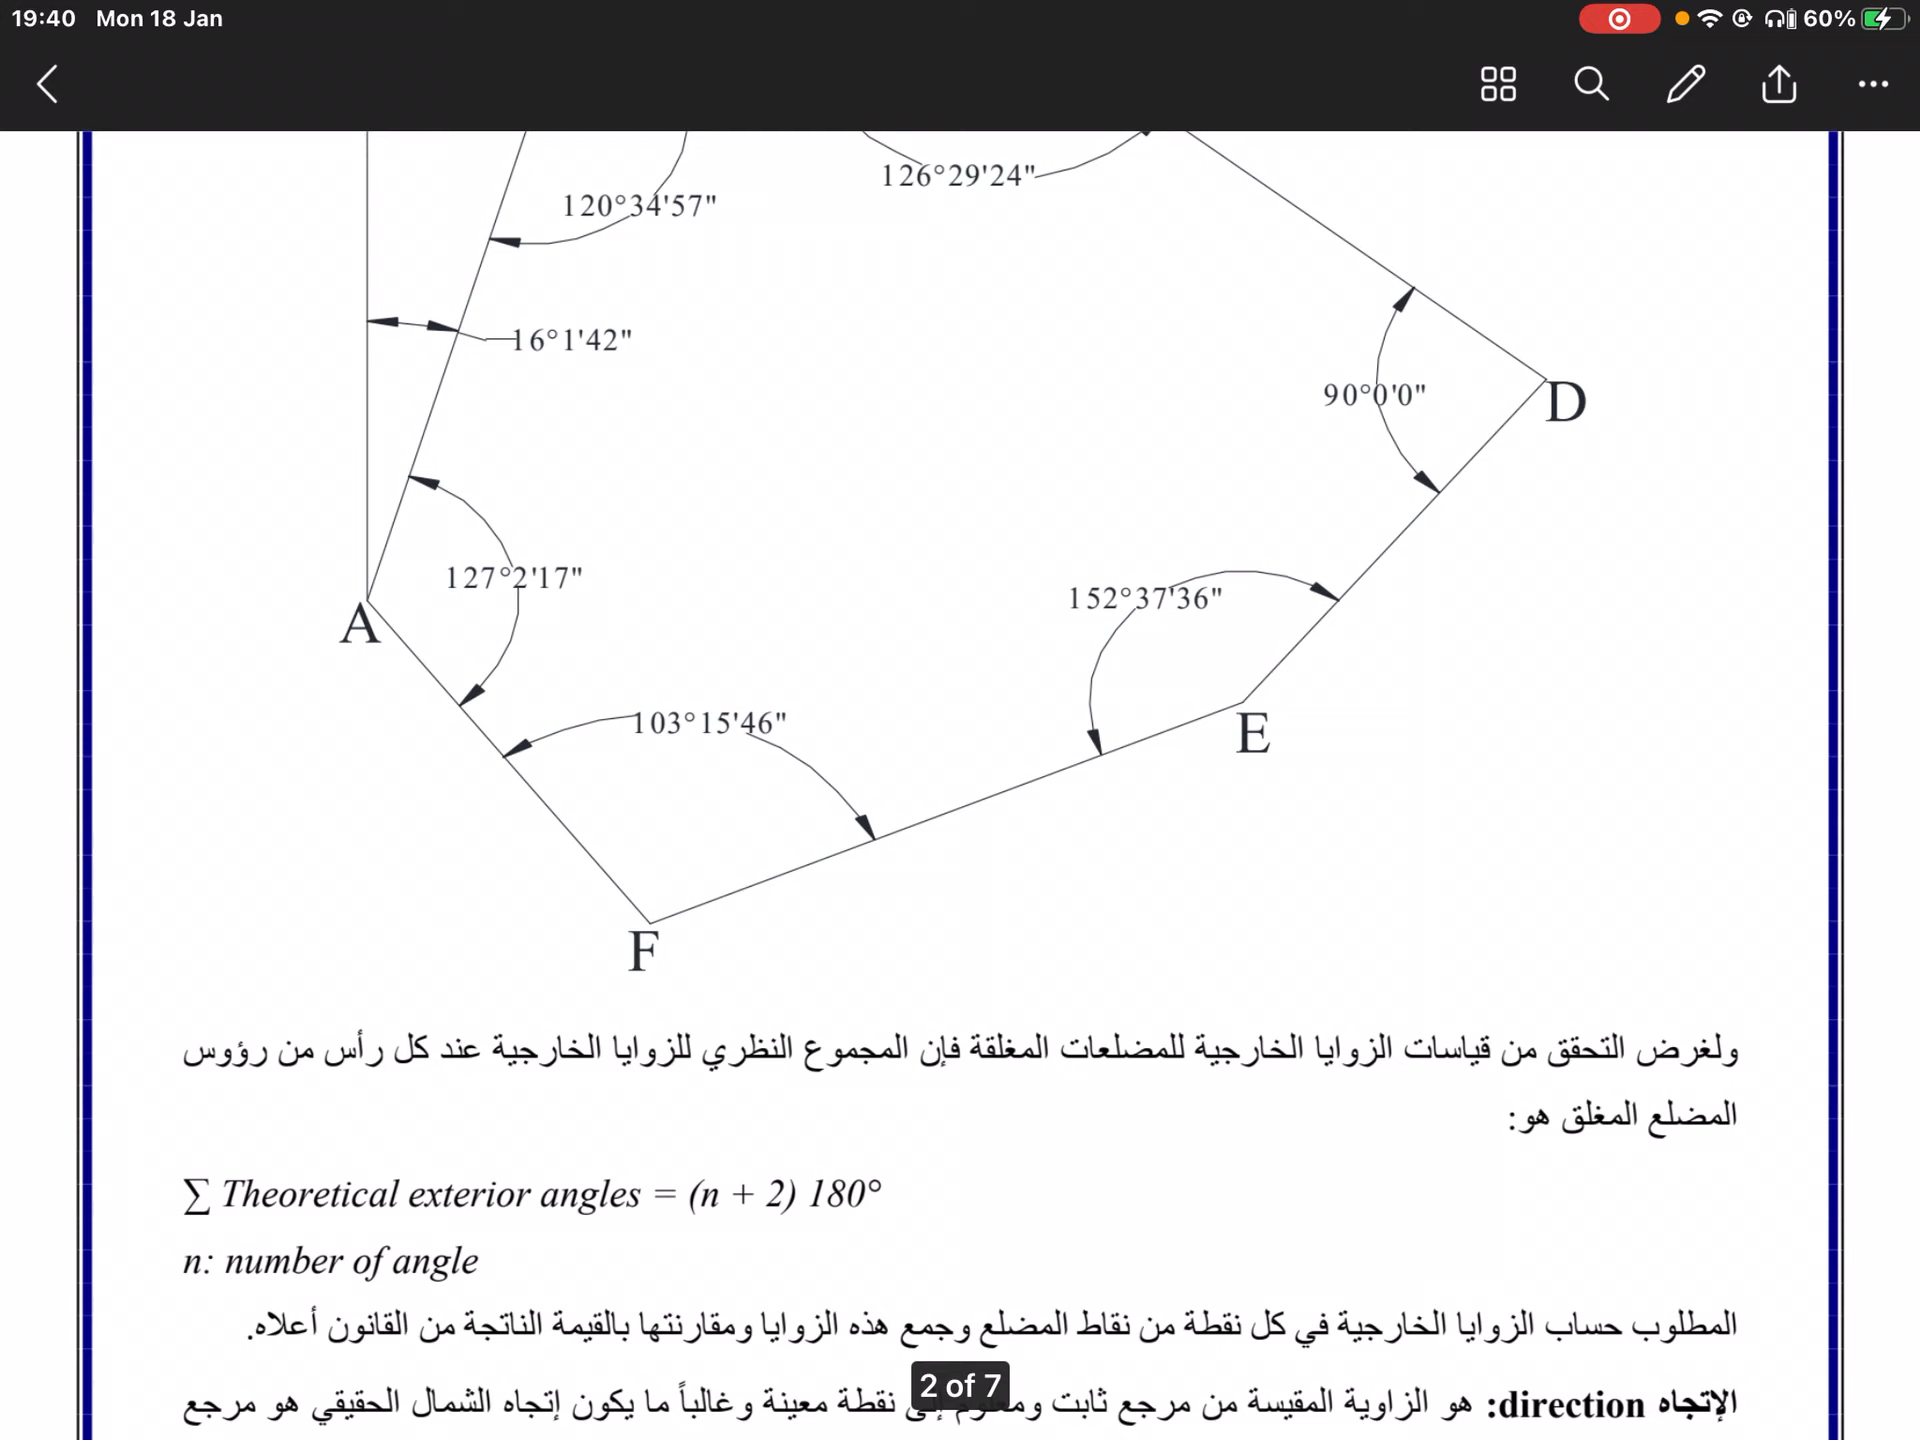 19:40 Mon 18 Jan
60%
126°29'24"
120°34'57"
16°1'42"
90°0'0"
D
127°2'17"
152°37'36"
A
103°15'46"
E
F
ولغرض التحقق من قياسات الزوايا الخارجية للمضلعات المغلقة فإن المجموع النظري للزوايا الخارجية عند كل رأس من رؤوس
المضلع المغلق هو:
∑ Theoretical exterior angles = (n + 2) 180°
n: number of angle
المطلوب حساب الزوايا الخارجية في كل نقطة من نقاط المضلع وجمع هذه الزوايا ومقارنتها بالقيمة الناتجة من القانون أعلاه.
2 of 7
الإتجاه direction: هو الزاوية المقيسة من مرجع ثابت نقطة معينة وغالباً ما يكون إتجاه الشمال الحقيقي هو مرجع